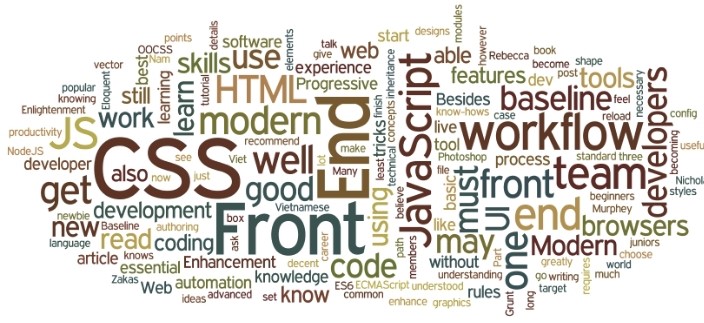 points
details
designs
modules
OOCSS
Nam
software
elements
talk
give
web
start
however
Rebecca
book
vector
best
skills
use
experience
inheritance
able
become
shape
popular
knowing
Eloquent
still
learning
tutorial
HTML
Progressive
finish
features
dev
post
tools
necessary
Enlightenment
work
learn
modern
End
concepts
JavaScript
Besides
baseline
feel
developers
productivity
JS
recommend
make
tricks
technical
least
know-hows
case
reload
config
NodeJS
CSS
see
Viet
well
lot
live
tool
workflow
becoming
useful
developer
also
now
just
Many
Photoshop
process
standard
three
get
good
believe
file
basic
must
front
team
Nichol
styles
newbie
development
box
Vietnamese
using
like
UI
end
beginners
Murphey
new
Baseline
authoring
Front
browsers
language
read
coding
ask
career
path
members
may
one
Modern
choose
juniors
article
knows
Enhancement
decent
code
without
Part
greatly
world
essential
knowledge
understanding
go
writing
much
Zakas
Web
automation
ES6
ECMAScript
understood
rules
Grunt
long
target
requires
ideas
advanced
set
know
common
enhance
graphics